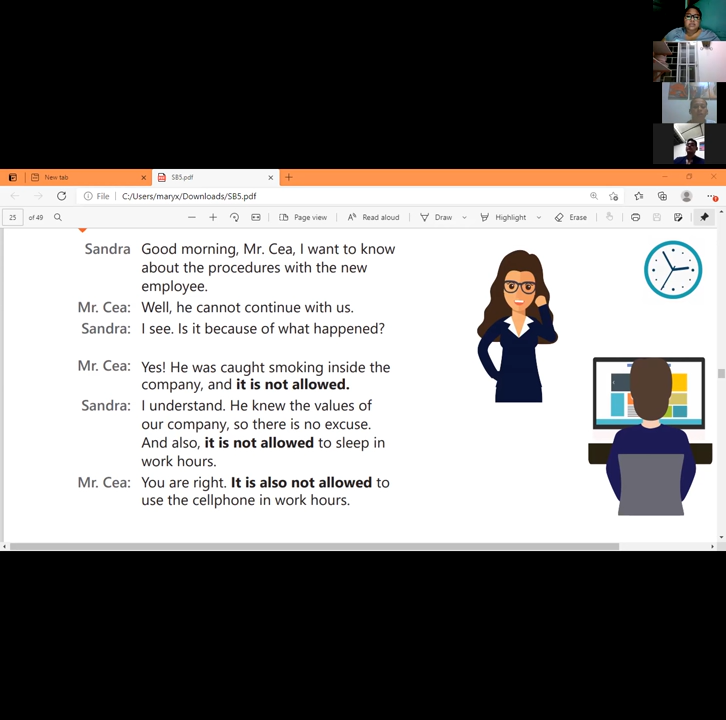 New tab
SB5.pdf
File
C:/Users/maryx/Downloads/SB5.pdf
25 of 49
Page view
Read aloud
Draw
Highlight
Erase
Sandra Good morning, Mr. Cea, I want to know
about the procedures with the new
employee.
Mr. Cea: Well, he cannot continue with us.
Sandra: I see. Is it because of what happened?
Mr. Cea: Yes! He was caught smoking inside the
company, and it is not allowed.
Sandra: I understand. He knew the values of
our company, so there is no excuse.
And also, it is not allowed to sleep in
work hours.
Mr. Cea: You are right. It is also not allowed to
use the cellphone in work hours.